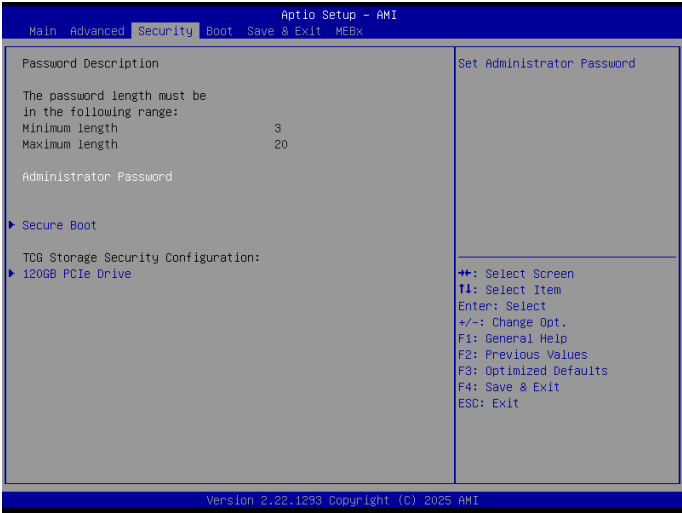 Aptio Setup – AMI
Main Advanced Security Boot Save & Exit MEBx
Password Description
The password length must be
in the following range:
Minimum length 3
Maximum length 20
Administrator Password
Secure Boot
TCG Storage Security Configuration:
120GB PCIe Drive
Set Administrator Password
→←: Select Screen
↑↓: Select Item
Enter: Select
+/-: Change Opt.
F1: General Help
F2: Previous Values
F3: Optimized Defaults
F4: Save & Exit
ESC: Exit
Version 2.22.1293 Copyright (C) 2025 AMI